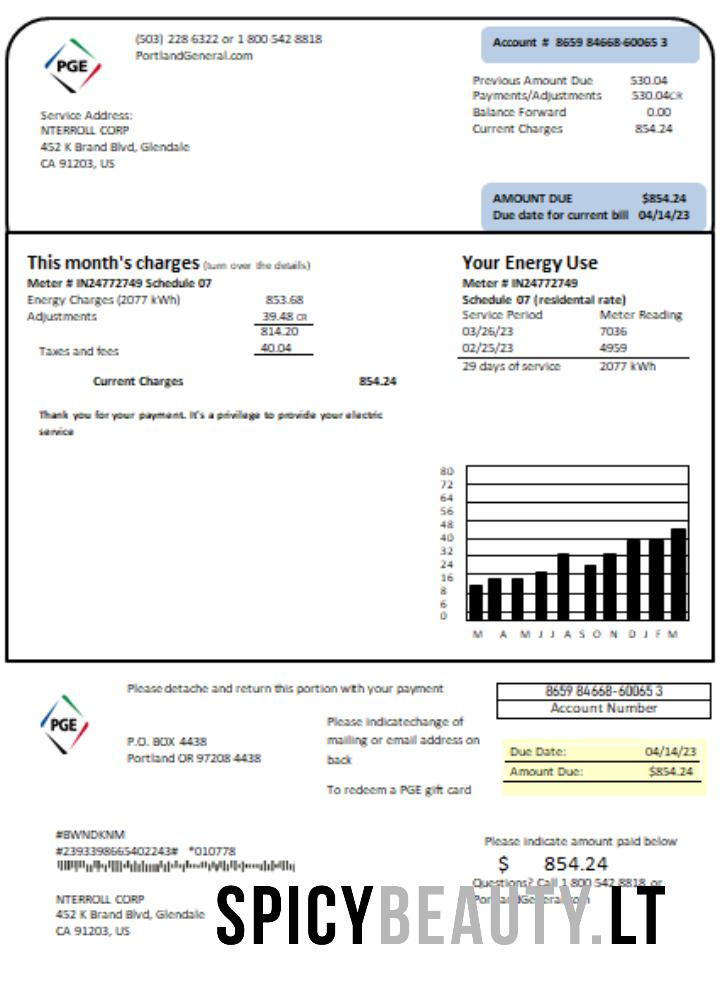 PGE
(503) 228 6322 or 1 800 542 8818
PortlandGeneral.com
Service Address:
NTERROLL CORP
452 K Brand Blvd, Glendale
CA 91203, US
Account # 8659 84668-60065 3
Previous Amount Due 530.04
Payments/Adjustments 530.04CR
Balance Forward 0.00
Current Charges 854.24
AMOUNT DUE $854.24
Due date for current bill 04/14/23
This month's charges (turn over the details)
Meter # IN24772749 Schedule 07
Energy Charges (2077 kWh) 853.68
Adjustments 39.48 CR
814.20
Taxes and fees 40.04
Current Charges 854.24
Thank you for your payment. It's a privilege to provide your electric
service
Your Energy Use
Meter # IN24772749
Schedule 07 (residental rate)
Service Period Meter Reading
03/26/23 7036
02/25/23 4959
29 days of service 2077 kWh
80
72
64
56
48
40
32
24
16
8
6
0
M A M J J A S O N D J F M
PGE
Please detache and return this portion with your payment
P.O. BOX 4438
Portland OR 97208 4438
Please indicatechange of
mailing or email address on
back
To redeem a PGE gift card
8659 84668-60065 3
Account Number
Due Date: 04/14/23
Amount Due: $854.24
#BWNDKNM
#2393398665402243# *010778
NTERROLL CORP
452 K Brand Blvd, Glendale
CA 91203, US
Please indicate amount paid below
$ 854.24
Questions? Call 1 800 542 8818 or
PortlandGeneral.com
SPICYBEAUTY.LT